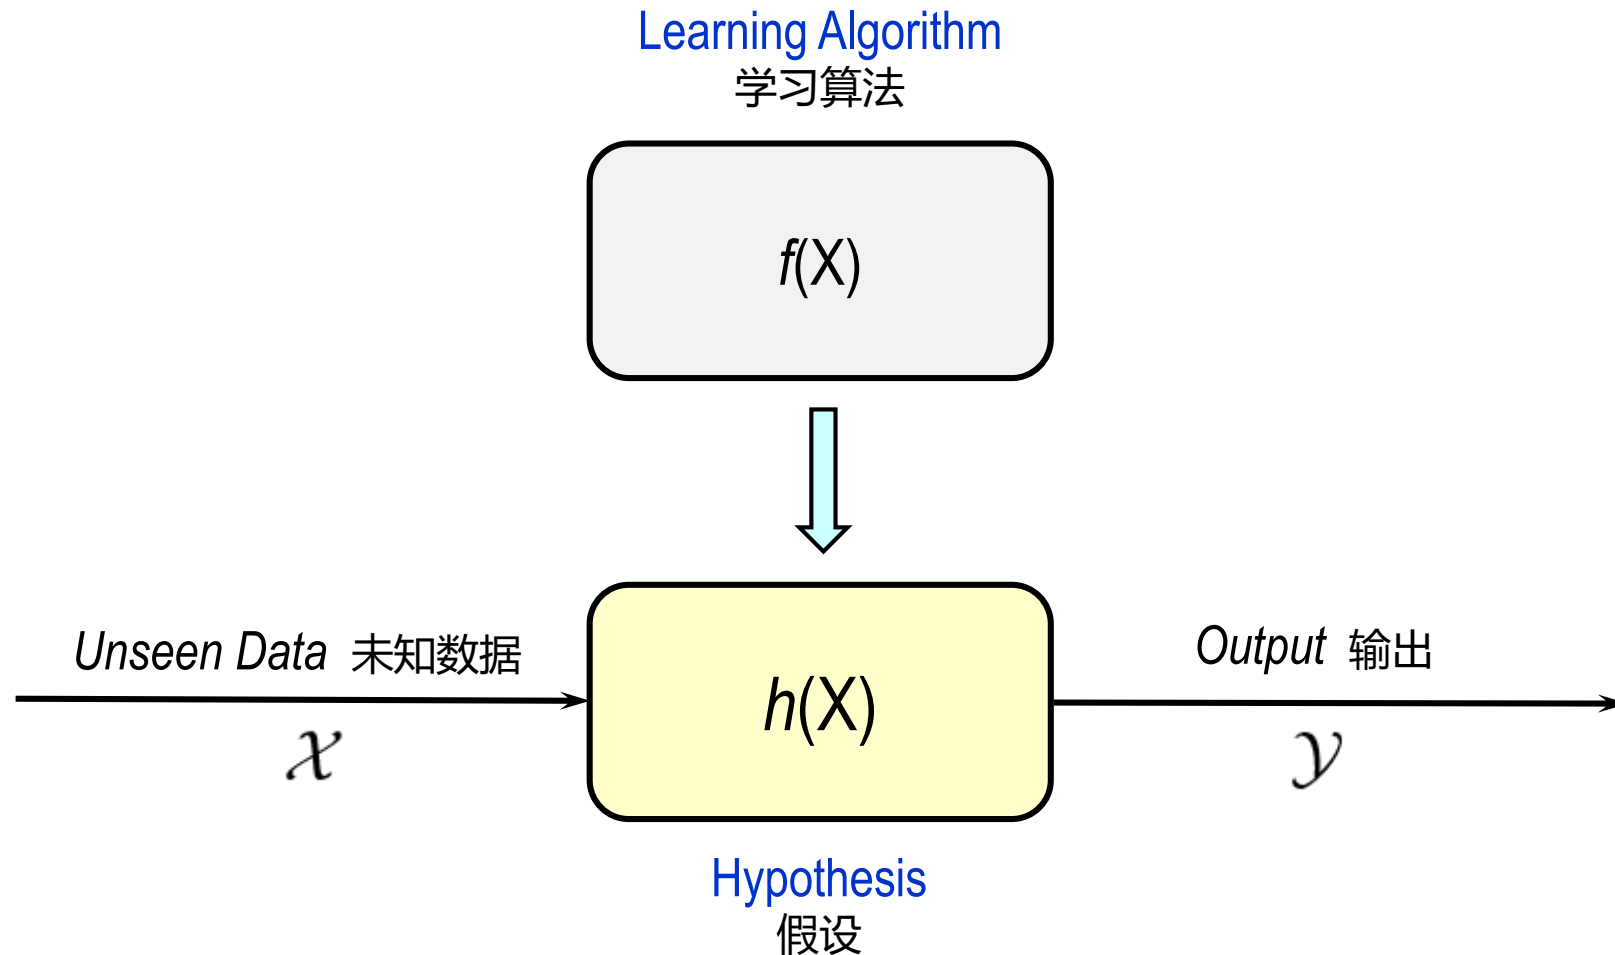 Learning Algorithm
学习算法
f(X)
Unseen Data 未知数据
Output 输出
h(X)
𝒳
𝒴
Hypothesis
假设